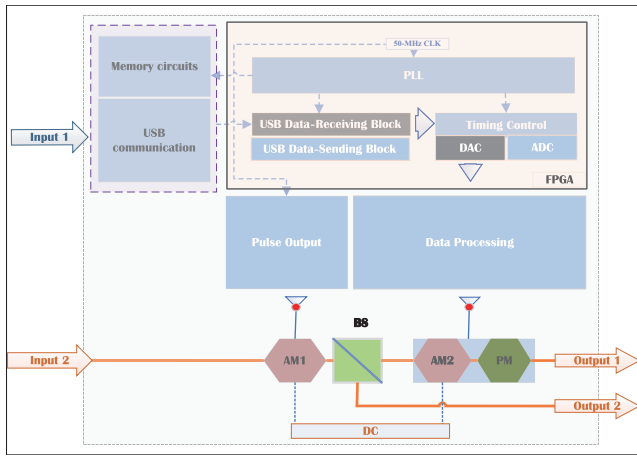 50-MHz CLK
Memory circuits
PLL
Input 1
USB
communication
USB Data-Receiving Block
USB Data-Sending Block
Timing Control
DAC
ADC
FPGA
Pulse Output
Data Processing
BS
Input 2
AM1
AM2
PM
Output 1
Output 2
DC